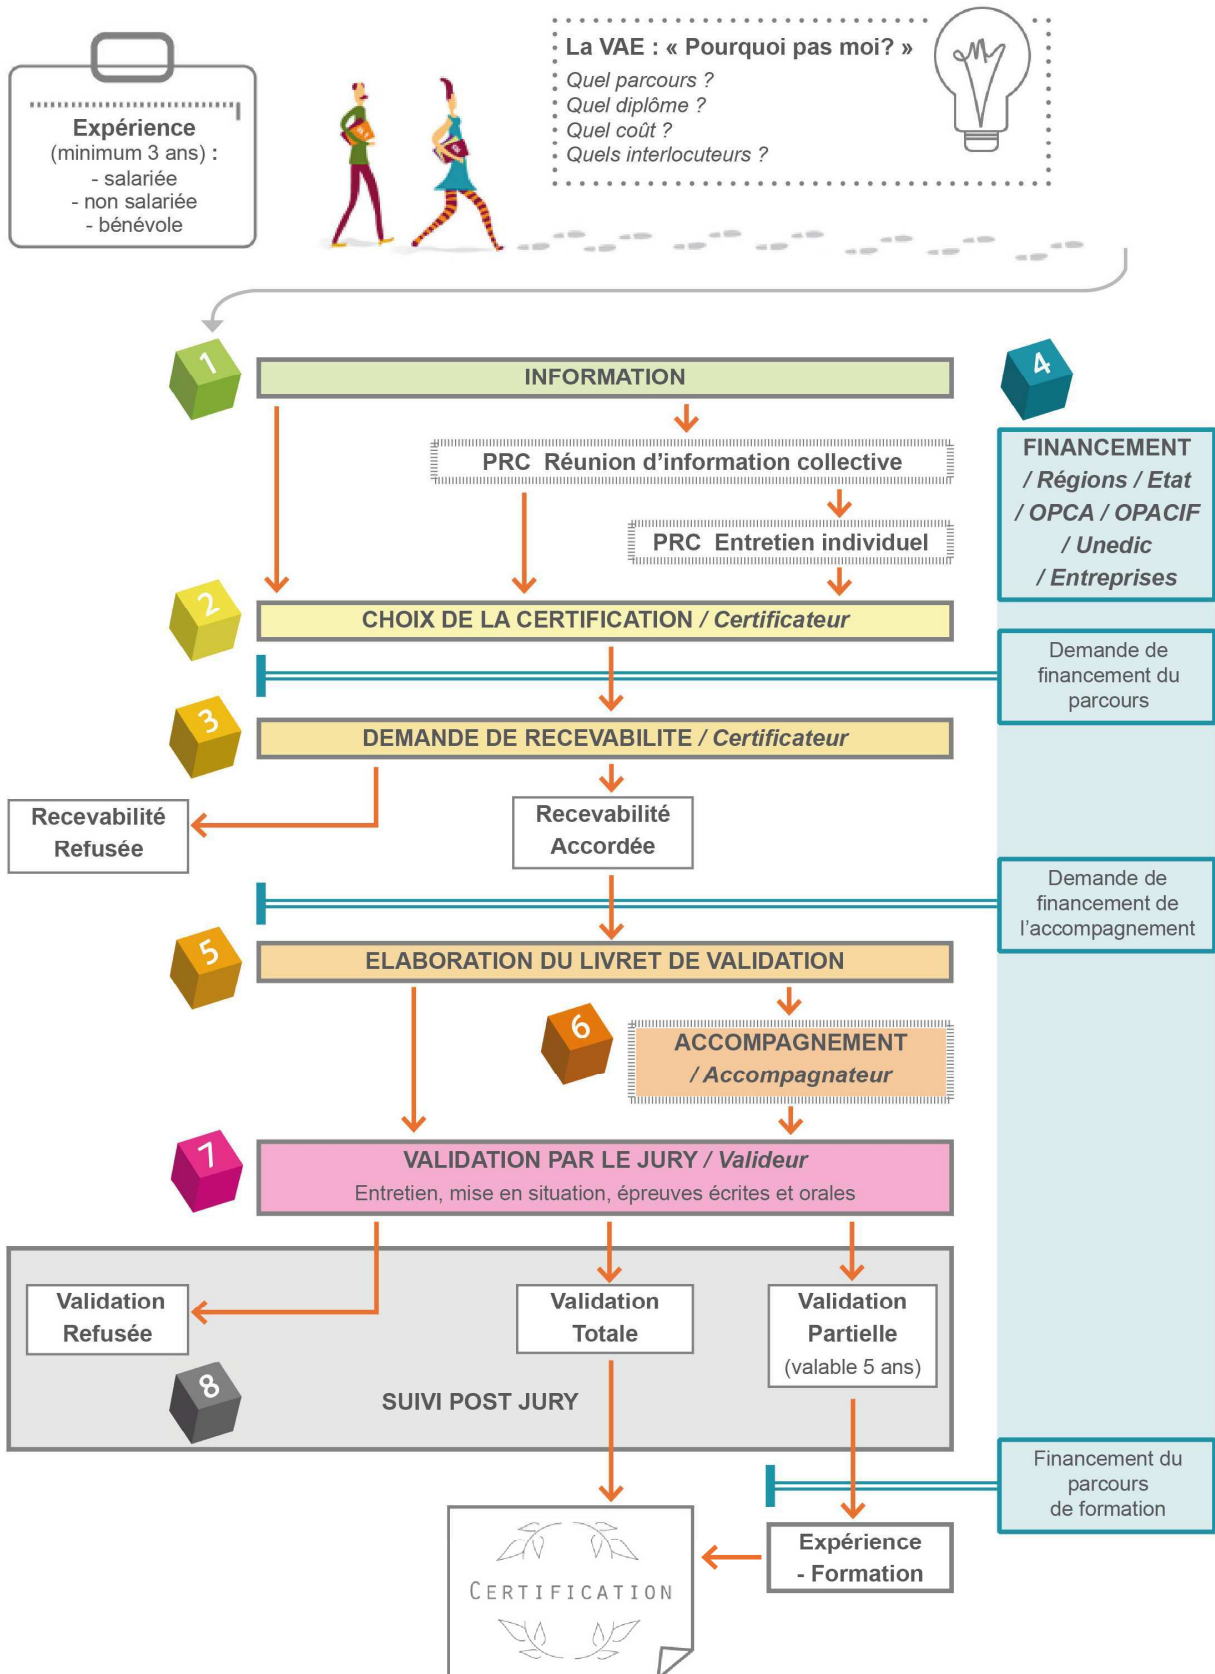 Expérience
(minimum 3 ans) :
- salariée
- non salariée
- bénévole
La VAE : « Pourquoi pas moi? »
Quel parcours ?
Quel diplôme ?
Quel coût ?
Quels interlocuteurs ?
1
INFORMATION
PRC Réunion d’information collective
PRC Entretien individuel
2
CHOIX DE LA CERTIFICATION / Certificateur
3
DEMANDE DE RECEVABILITE / Certificateur
Recevabilité
Refusée
Recevabilité
Accordée
4
FINANCEMENT
/ Régions / Etat
/ OPCA / OPACIF
/ Unedic
/ Entreprises
Demande de
financement du
parcours
Demande de
financement de
l’accompagnement
5
ELABORATION DU LIVRET DE VALIDATION
6
ACCOMPAGNEMENT
/ Accompagnateur
7
VALIDATION PAR LE JURY / Valideur
Entretien, mise en situation, épreuves écrites et orales
Validation
Refusée
Validation
Totale
Validation
Partielle
(valable 5 ans)
8
SUIVI POST JURY
Financement du
parcours
de formation
Expérience
- Formation
CERTIFICATION